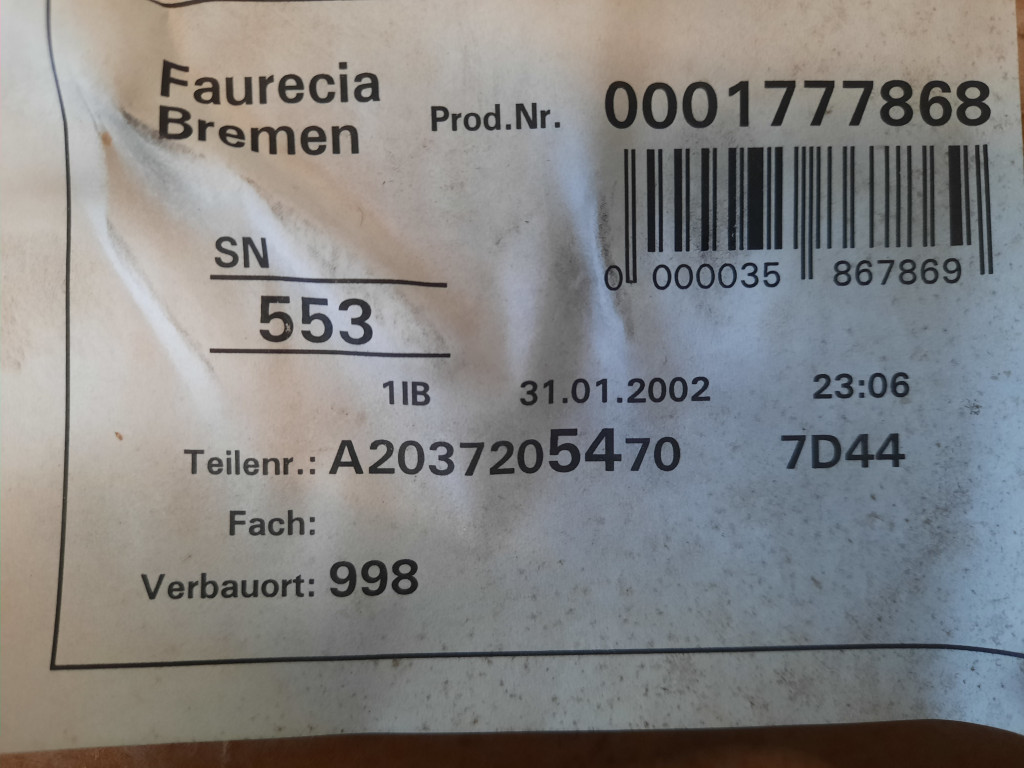 Faurecia
Bremen
Prod.Nr. 0001777868
0 000035 867869
SN
553
1IB 31.01.2002 23:06
Teilenr.: A2037205470 7D44
Fach:
Verbauort: 998